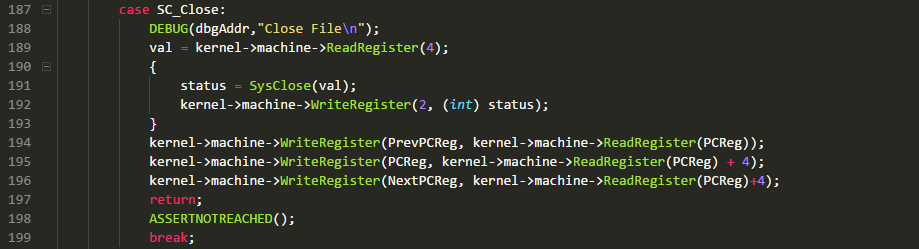 187 case SC_Close:
188 DEBUG(dbgAddr,"Close File\n");
189 val = kernel->machine->ReadRegister(4);
190 {
191 status = SysClose(val);
192 kernel->machine->WriteRegister(2, (int) status);
193 }
194 kernel->machine->WriteRegister(PrevPCReg, kernel->machine->ReadRegister(PCReg));
195 kernel->machine->WriteRegister(PCReg, kernel->machine->ReadRegister(PCReg) + 4);
196 kernel->machine->WriteRegister(NextPCReg, kernel->machine->ReadRegister(PCReg)+4);
197 return;
198 ASSERTNOTREACHED();
199 break;